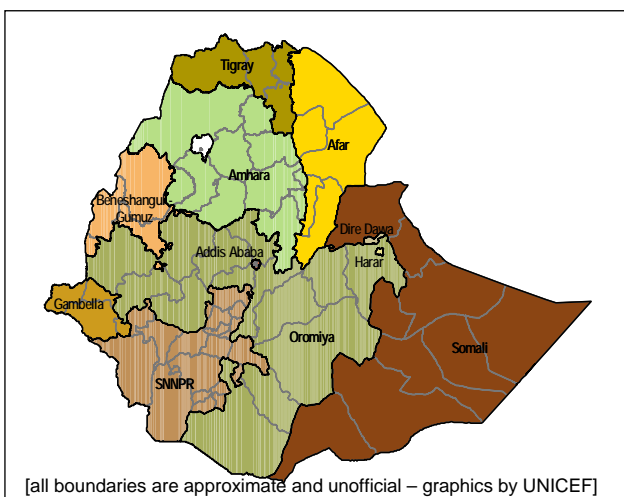 Tigray
Afar
Amhara
Beneshangul
Gumuz
Dire Dawa
Addis Ababa
Harar
Gambella
Oromiya
Somali
SNNPR
[all boundaries are approximate and unofficial – graphics by UNICEF]